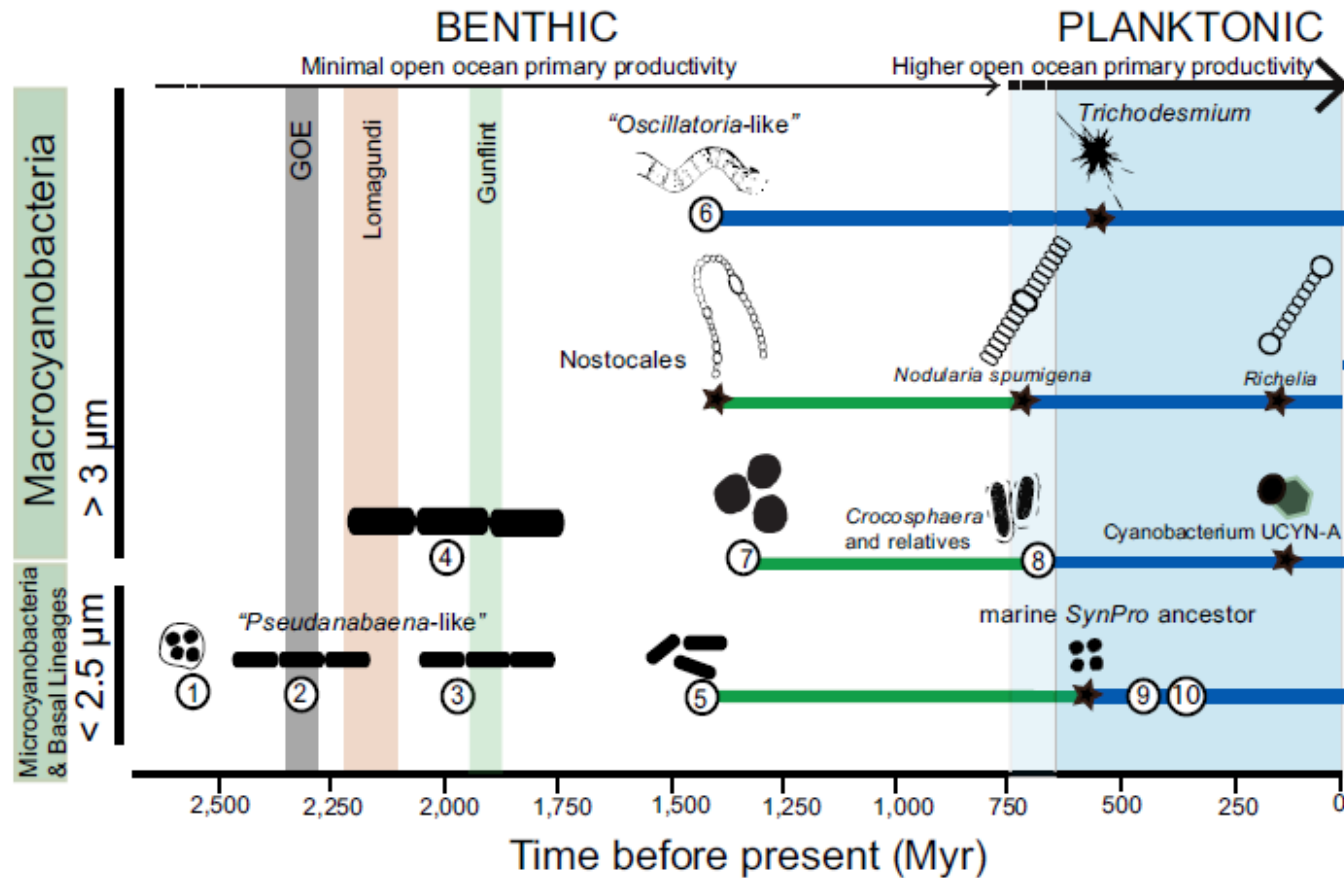 BENTHIC
PLANKTONIC
Minimal open ocean primary productivity
Higher open ocean primary productivity
Macrocyanobacteria
> 3 µm
GOE
Lomagundi
Gunflint
"Oscillatoria-like"
6
Trichodesmium
Nostocales
Nodularia spumigena
Richelia
4
7
Crocosphaera
and relatives
8
Cyanobacterium UCYN-A
Microcyanobacteria
& Basal Lineages
< 2.5 µm
"Pseudanabaena-like"
marine SynPro ancestor
1
2
3
5
9
10
2,500
2,250
2,000
1,750
1,500
1,250
1,000
750
500
250
0
Time before present (Myr)